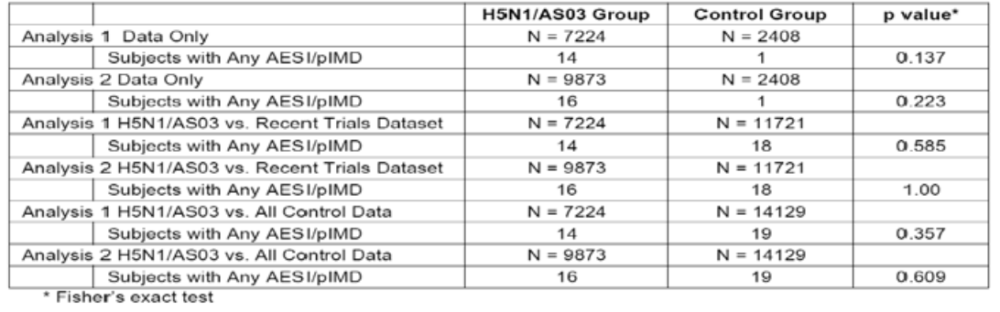 H5N1/AS03 Group Control Group p value*
Analysis 1 Data Only N = 7224 N = 2408
Subjects with Any AESI/pIMD 14 1 0.137
Analysis 2 Data Only N = 9873 N = 2408
Subjects with Any AESI/pIMD 16 1 0.223
Analysis 1 H5N1/AS03 vs. Recent Trials Dataset N = 7224 N = 11721
Subjects with Any AESI/pIMD 14 18 0.585
Analysis 2 H5N1/AS03 vs. Recent Trials Dataset N = 9873 N = 11721
Subjects with Any AESI/pIMD 16 18 1.00
Analysis 1 H5N1/AS03 vs. All Control Data N = 7224 N = 14129
Subjects with Any AESI/pIMD 14 19 0.357
Analysis 2 H5N1/AS03 vs. All Control Data N = 9873 N = 14129
Subjects with Any AESI/pIMD 16 19 0.609
* Fisher's exact test